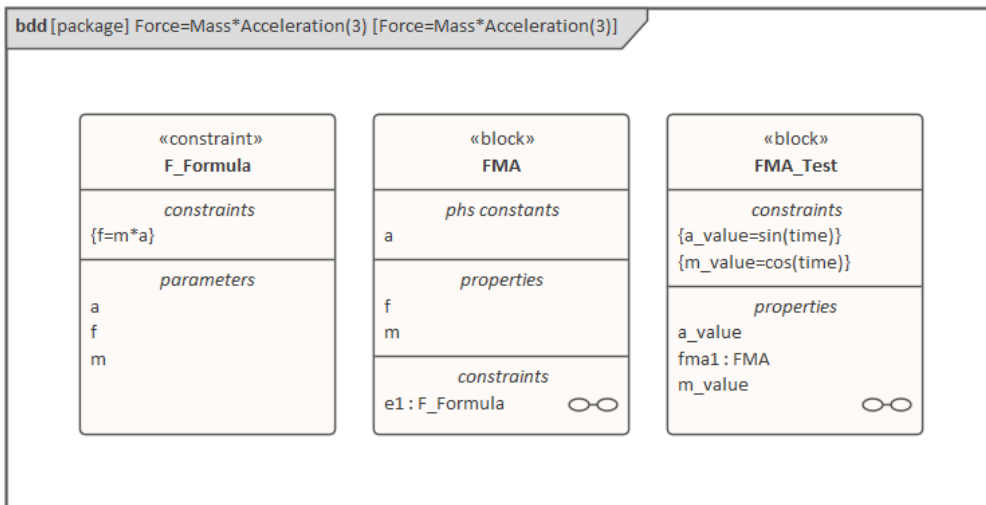 bdd [package] Force=Mass*Acceleration(3) [Force=Mass*Acceleration(3)]
«constraint»
F_Formula
constraints
{f=m*a}
parameters
a
f
m
«block»
FMA
phs constants
a
properties
f
m
constraints
e1 : F_Formula
«block»
FMA_Test
constraints
{a_value=sin(time)}
{m_value=cos(time)}
properties
a_value
fma1 : FMA
m_value